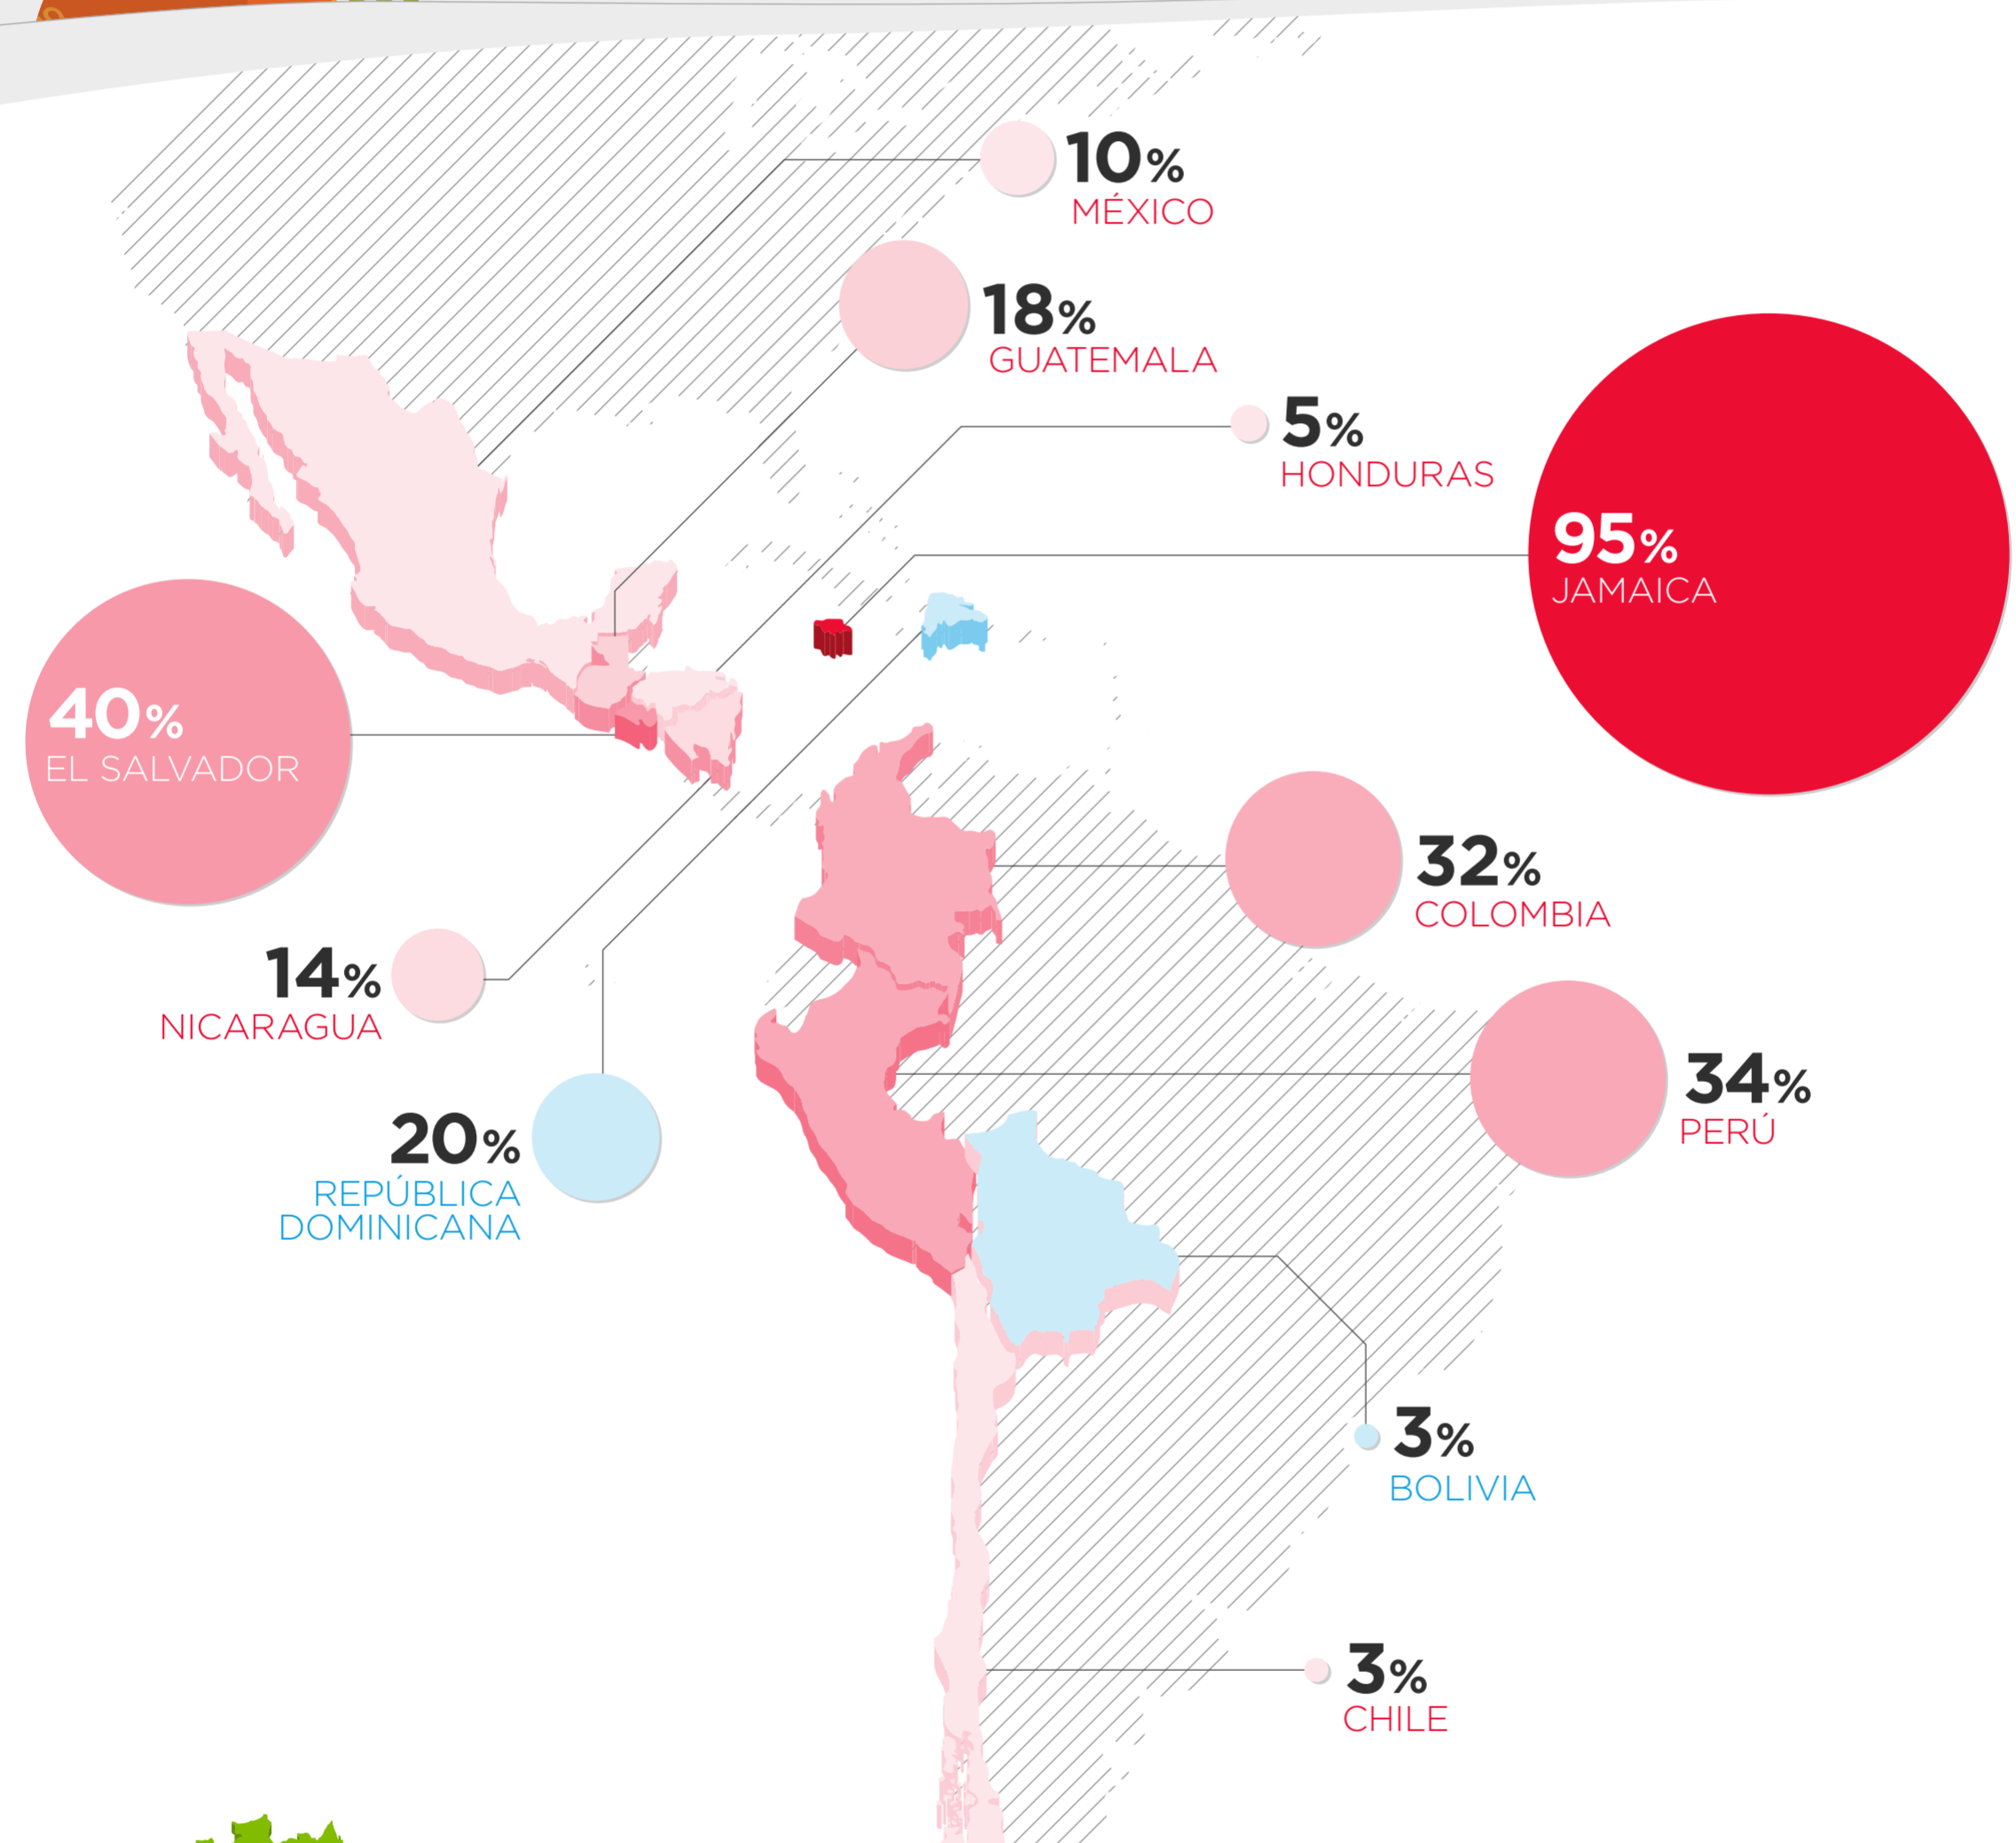 10%
MÉXICO
18%
GUATEMALA
5%
HONDURAS
95%
JAMAICA
40%
EL SALVADOR
32%
COLOMBIA
14%
NICARAGUA
34%
PERÚ
20%
REPÚBLICA
DOMINICANA
3%
BOLIVIA
3%
CHILE